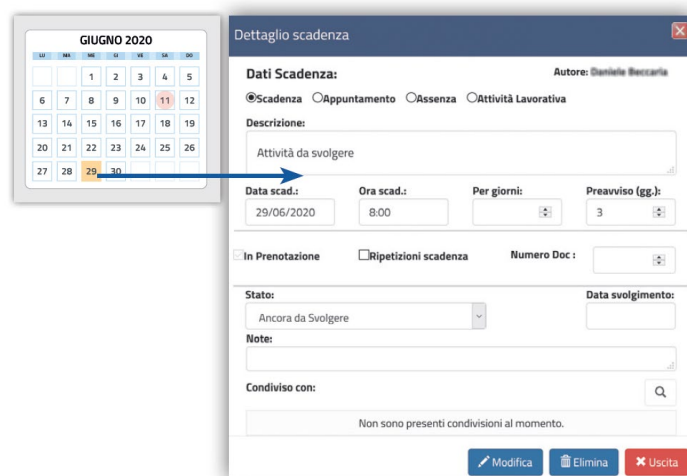 GIUGNO 2020
LU MA ME GI VE SA DO
1 2 3 4 5
6 7 8 9 10 11 12
13 14 15 16 17 18 19
20 21 22 23 24 25 26
27 28 29 30
Dettaglio scadenza
Dati Scadenza:
Autore: Daniele Beccaria
Scadenza Appuntamento Assenza Attività Lavorativa
Descrizione:
Attività da svolgere
Data scad.: Ora scad.: Per giorni: Preavviso (gg.):
29/06/2020 8:00 3
In Prenotazione Ripetizioni scadenza Numero Doc :
Stato: Data svolgimento:
Ancora da Svolgere
Note:
Condiviso con:
Non sono presenti condivisioni al momento.
Modifica Elimina Uscita